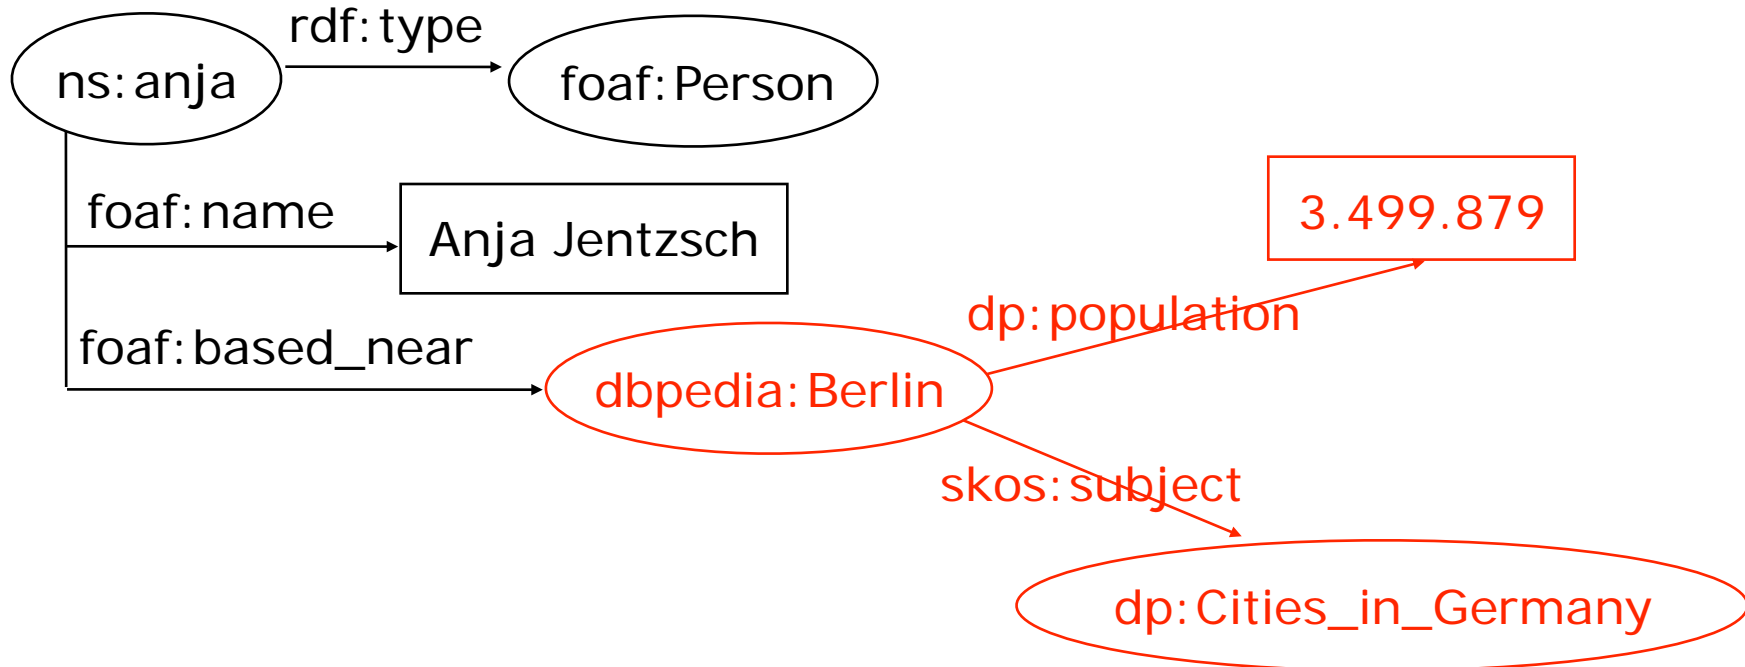 rdf:type
ns:anja
foaf:Person
foaf:name
Anja Jentzsch
3.499.879
dp:population
foaf:based_near
dbpedia:Berlin
skos:subject
dp:Cities_in_Germany